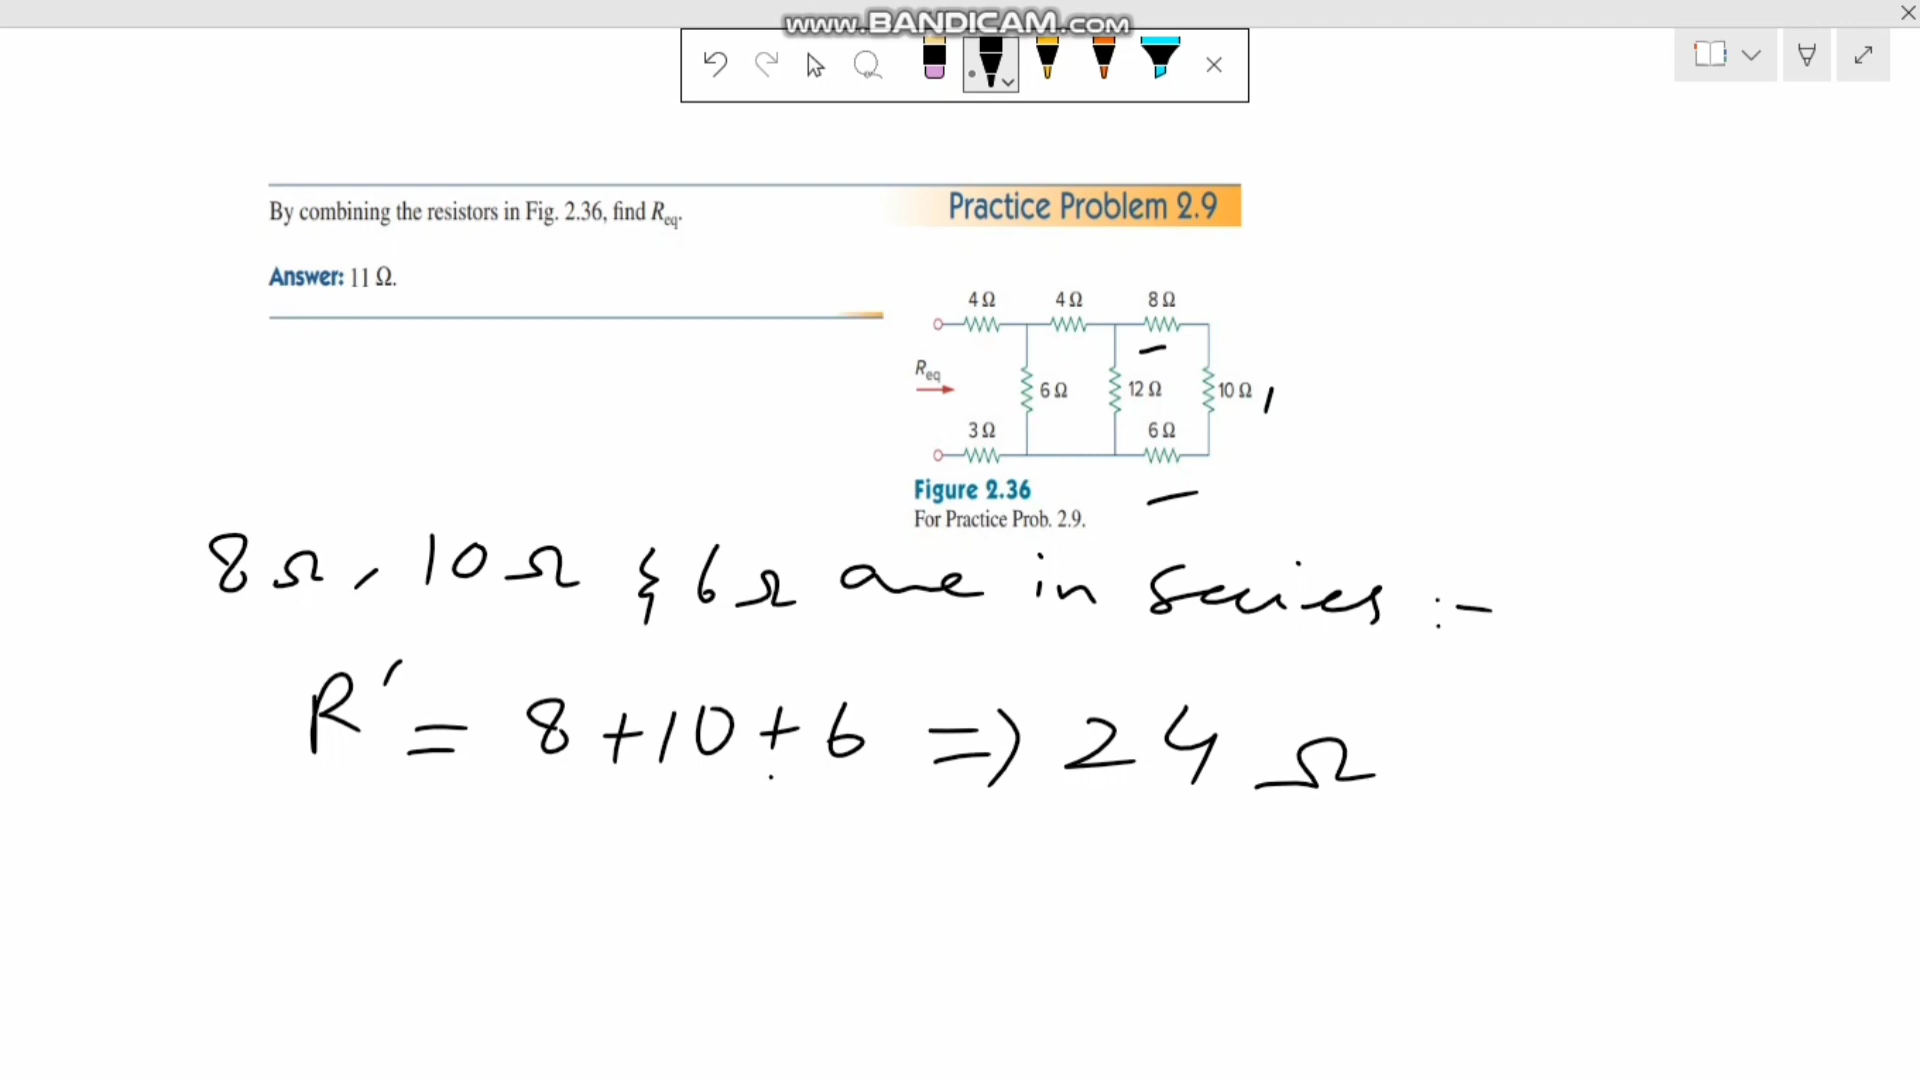 www.BANDICAM.com
By combining the resistors in Fig. 2.36, find Req.
Practice Problem 2.9
Answer: 11 Ω.
4 Ω 4 Ω 8 Ω
Req
6 Ω 12 Ω 10 Ω
3 Ω 6 Ω
Figure 2.36
For Practice Prob. 2.9.
8Ω, 10Ω & 6Ω are in series :-
R' = 8+10+6 => 24 Ω